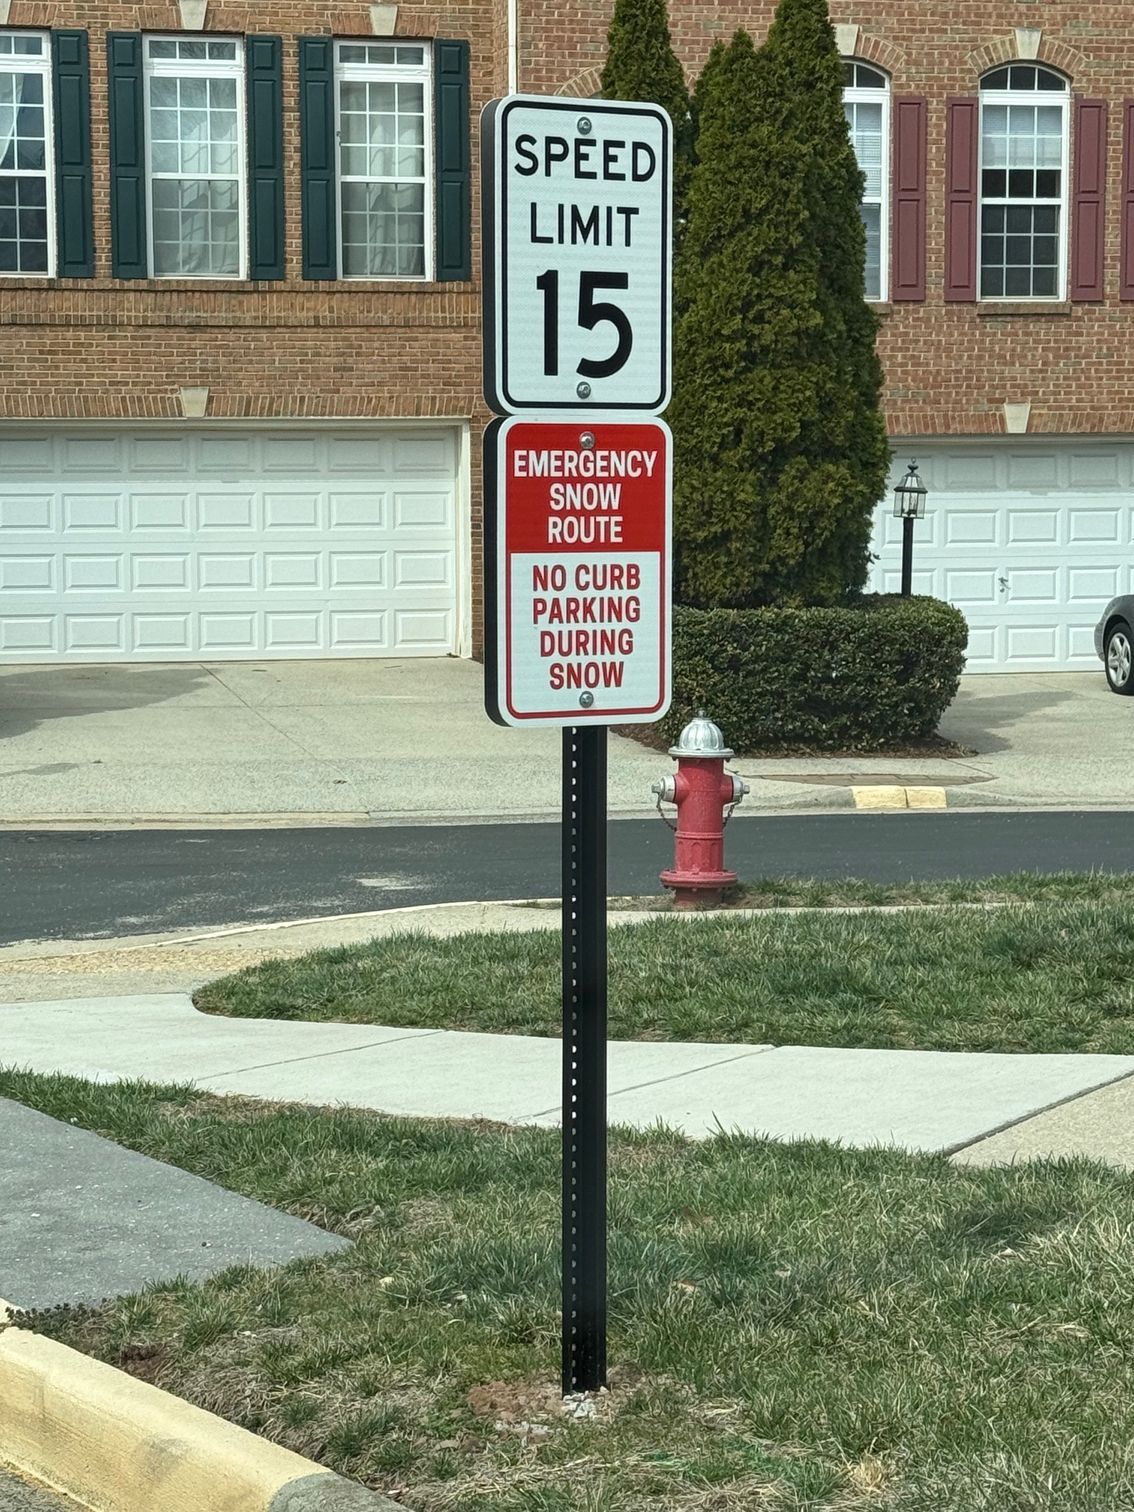 SPEED
LIMIT
15
EMERGENCY
SNOW
ROUTE
NO CURB
PARKING
DURING
SNOW